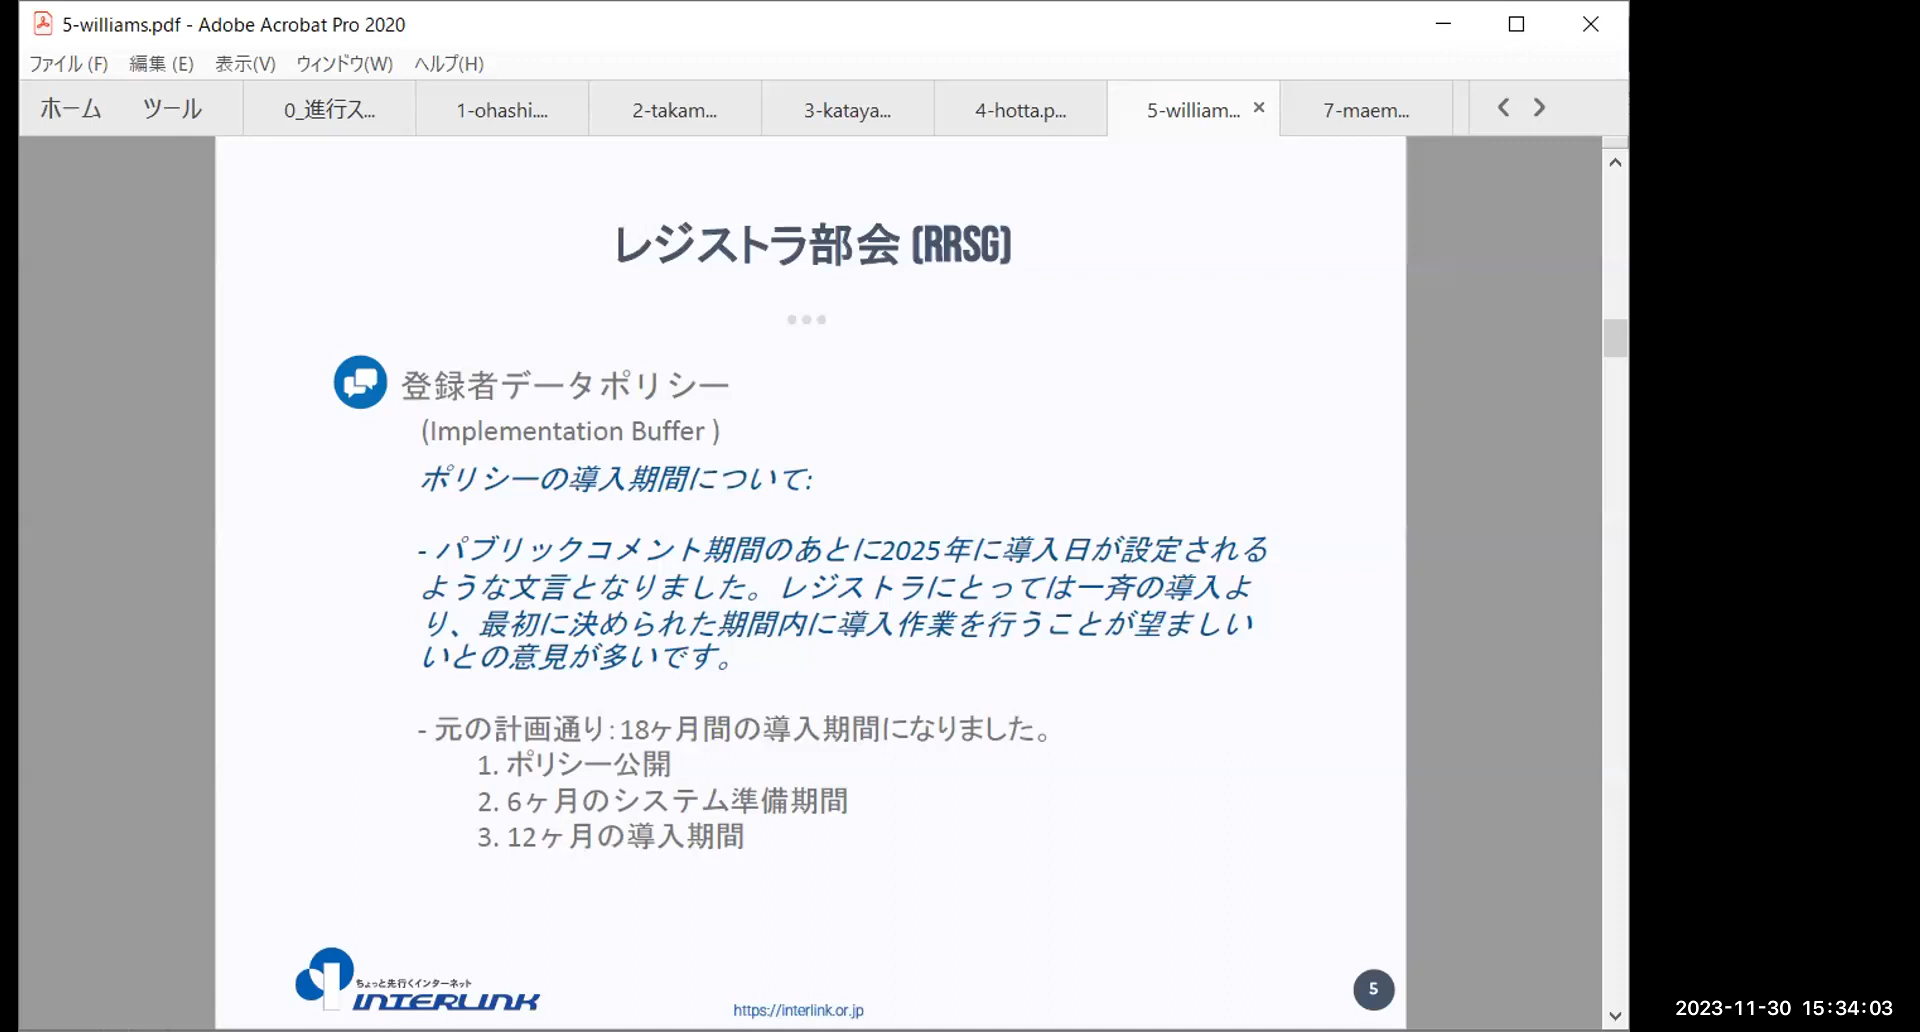 5-williams.pdf - Adobe Acrobat Pro 2020
ファイル (F) 編集 (E) 表示(V) ウィンドウ(W) ヘルプ(H)
ホーム ツール 0_進行ス... 1-ohashi.... 2-takam... 3-kataya... 4-hotta.p... 5-william... × 7-maem...
レジストラ部会 (RRSG)
登録者データポリシー
(Implementation Buffer )
ポリシーの導入期間について:
- パブリックコメント期間のあとに2025年に導入日が設定される
ような文言となりました。レジストラにとっては一斉の導入よ
り、最初に決められた期間内に導入作業を行うことが望ましい
いとの意見が多いです。
- 元の計画通り: 18ヶ月間の導入期間になりました。
1. ポリシー公開
2. 6ヶ月のシステム準備期間
3. 12ヶ月の導入期間
ちょっと先行くインターネット
INTERLINK
https://interlink.or.jp
5
2023-11-30 15:34:03